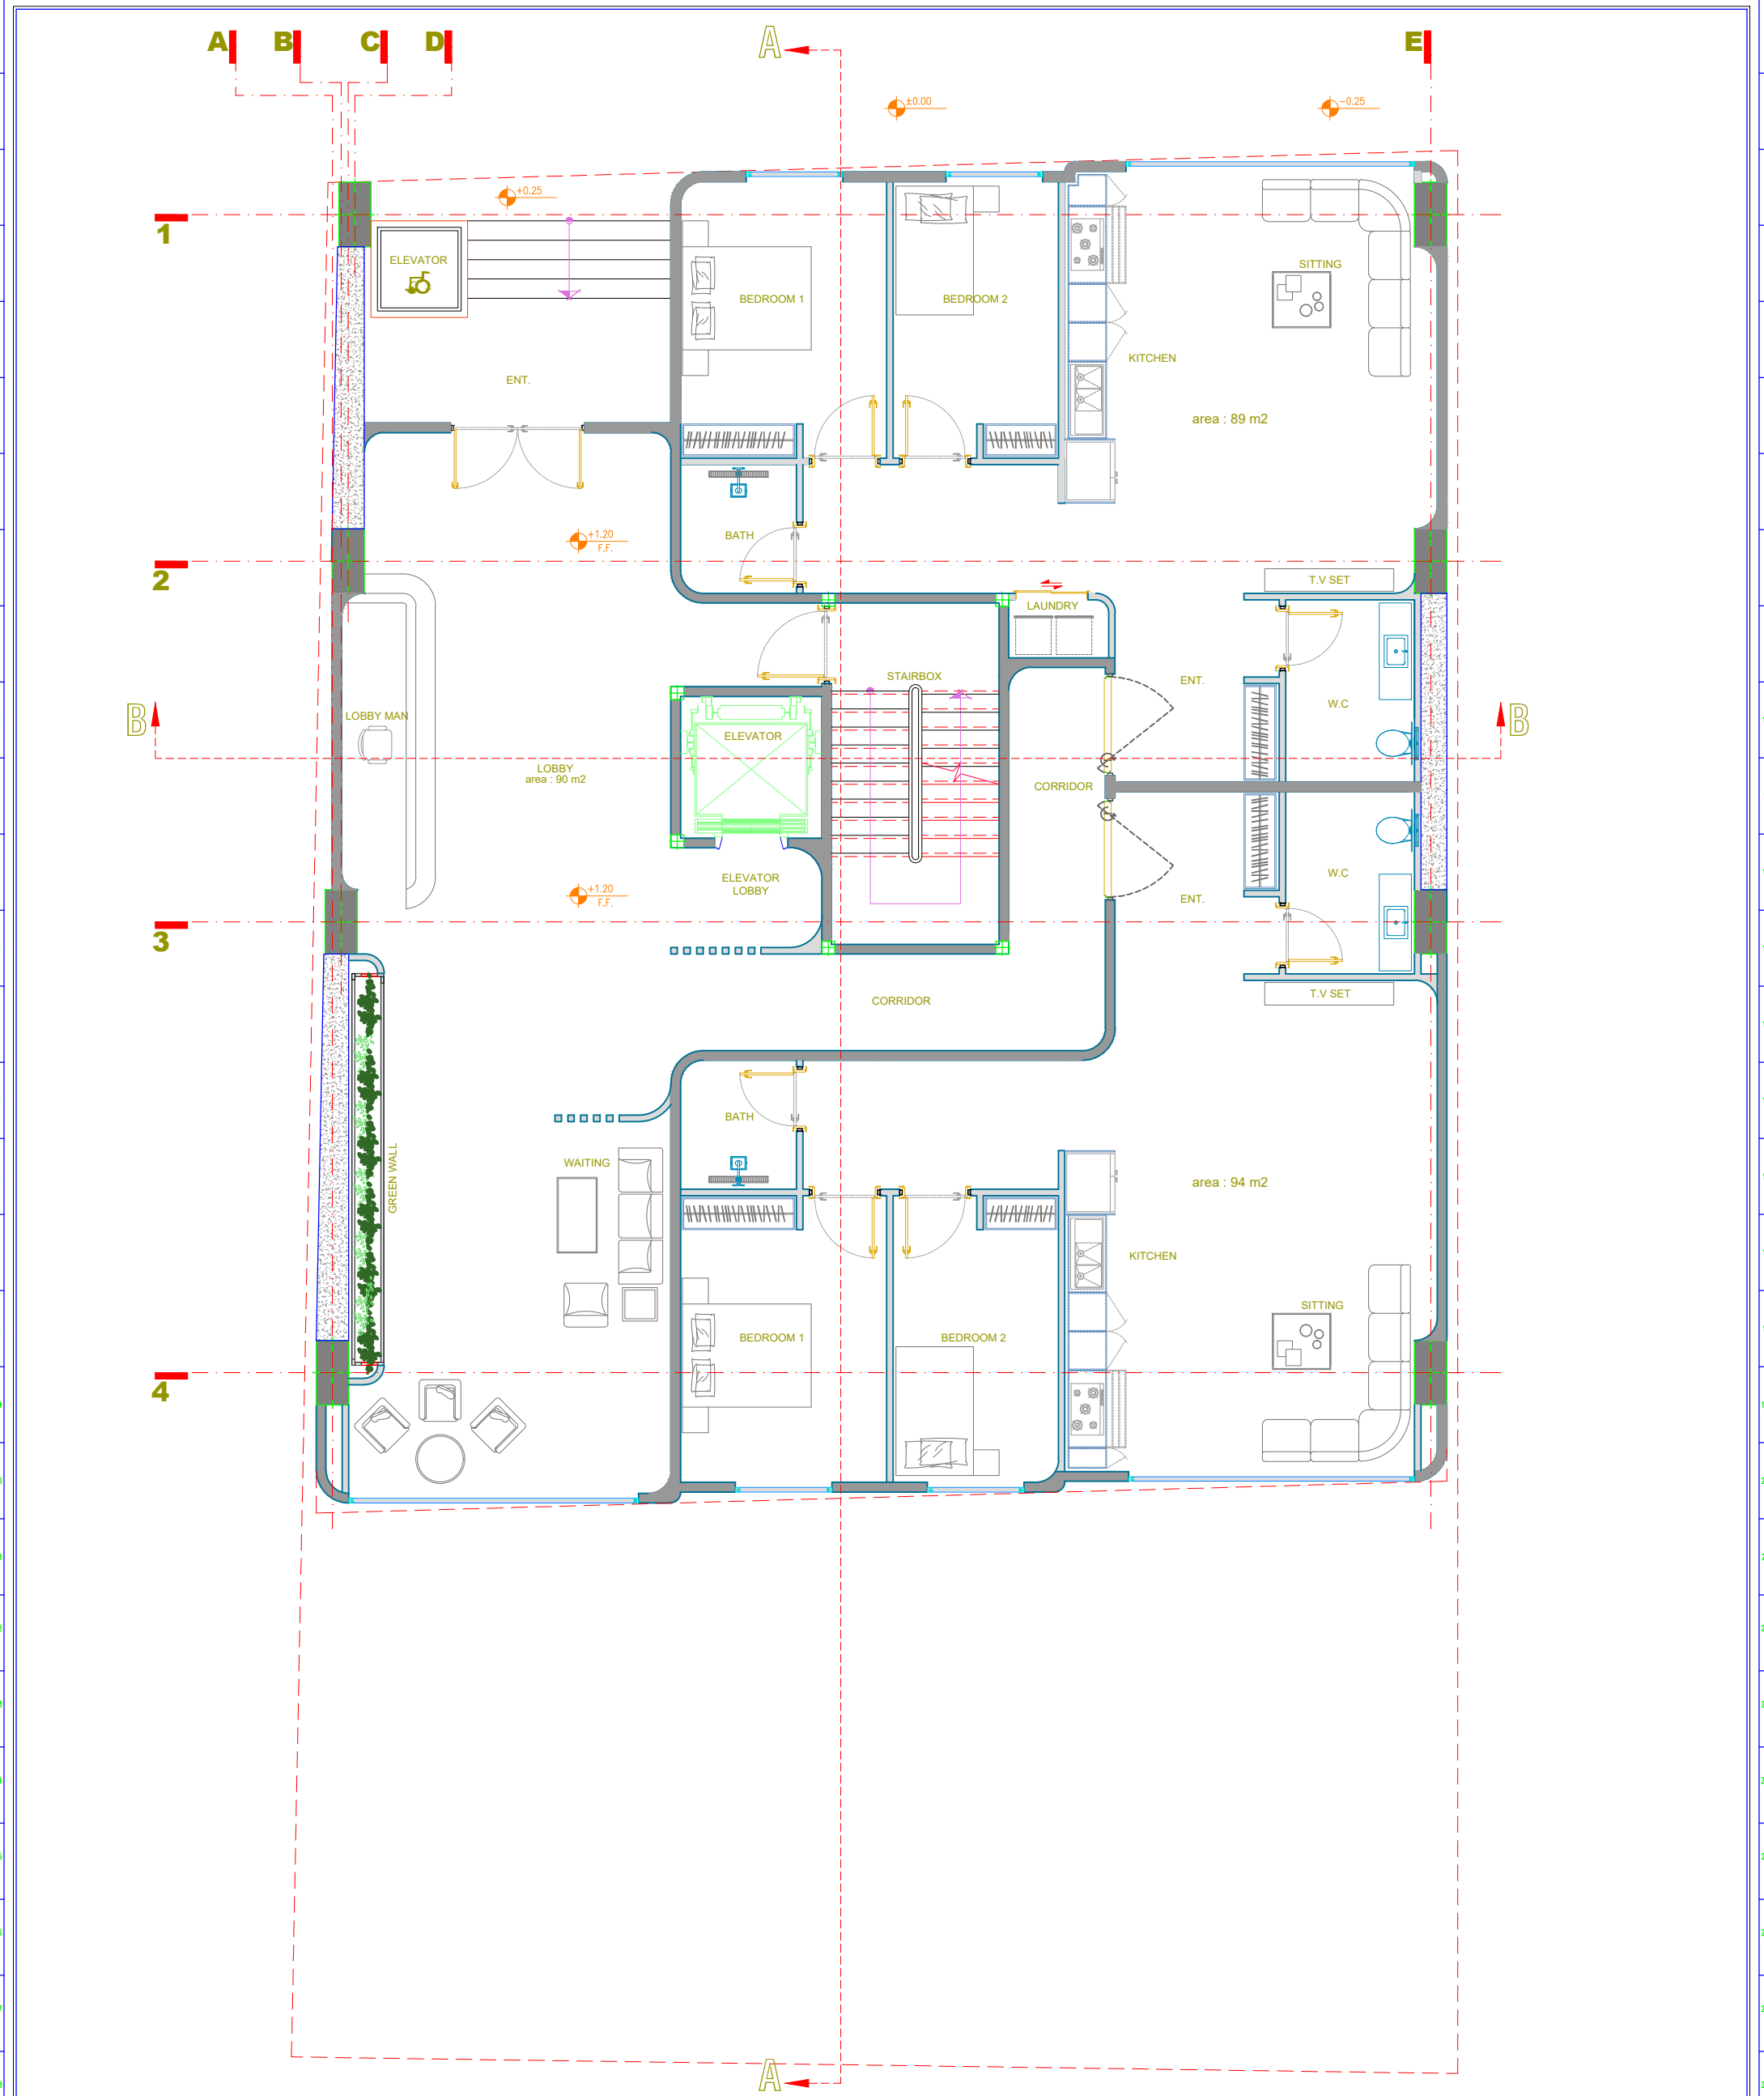 A B C D A E
±0.00 -0.25
+0.25
1
ELEVATOR
SITTING
BEDROOM 1 BEDROOM 2
KITCHEN
ENT.
area : 89 m2
BATH
+1.20
F.F.
2
T.V SET
LAUNDRY
STAIRBOX
ENT.
W.C
LOBBY MAN
B B
ELEVATOR
LOBBY
area : 90 m2
CORRIDOR
ELEVATOR
LOBBY
W.C
+1.20
F.F.
ENT.
3
T.V SET
CORRIDOR
BATH
WAITING
GREEN WALL
area : 94 m2
KITCHEN
SITTING
BEDROOM 1 BEDROOM 2
4
A